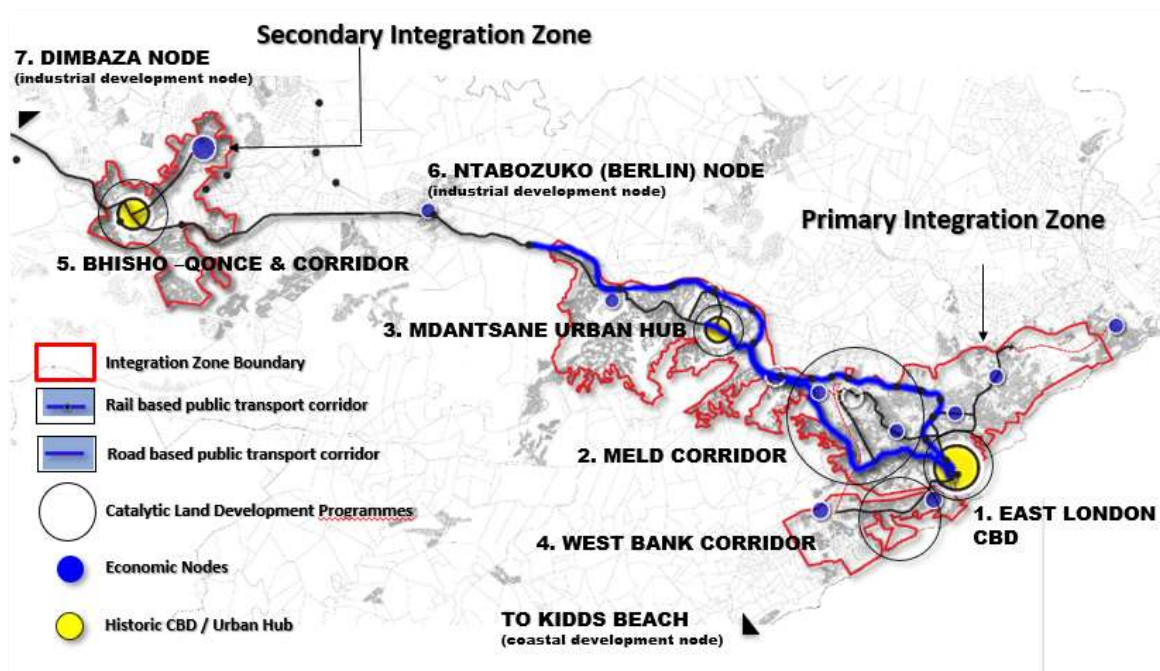 Secondary Integration Zone
7. DIMBAZA NODE
(industrial development node)
6. NTABOZUKO (BERLIN) NODE
(industrial development node)
Primary Integration Zone
5. BHISHO –QONCE & CORRIDOR
3. MDANTSANE URBAN HUB
Integration Zone Boundary
Rail based public transport corridor
Road based public transport corridor
2. MELD CORRIDOR
Catalytic Land Development Programmes
1. EAST LONDON
CBD
4. WEST BANK CORRIDOR
Economic Nodes
Historic CBD / Urban Hub
TO KIDDS BEACH
(coastal development node)